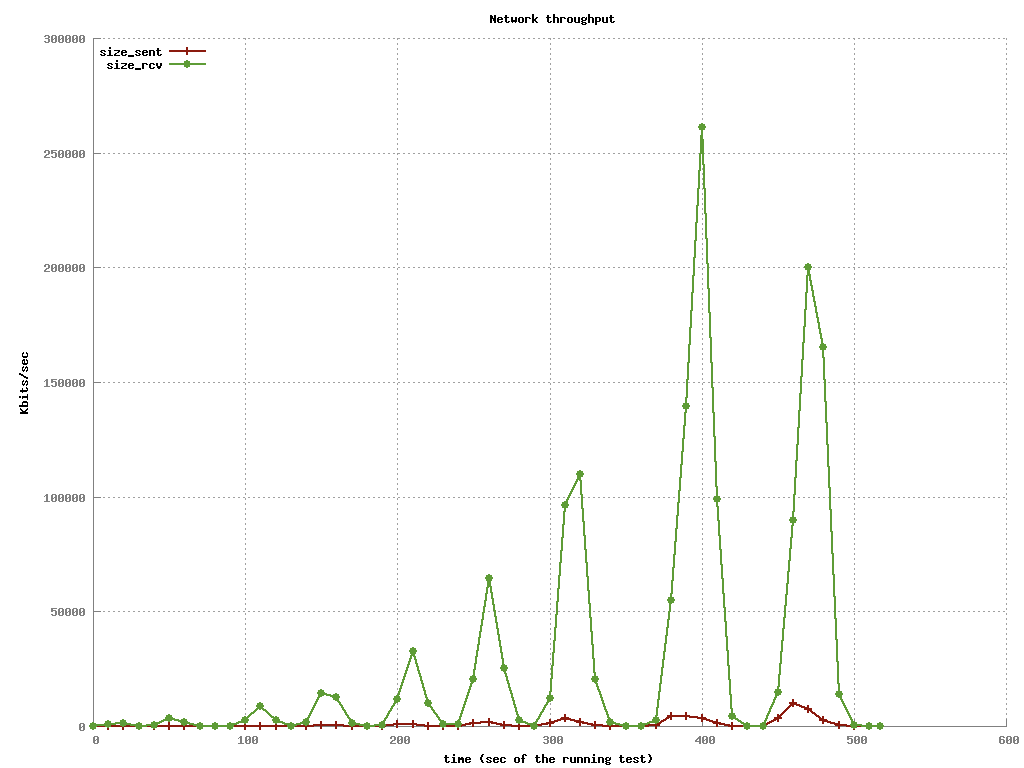 Network throughput
300000
size_sent
size_rcv
250000
200000
Kbits/sec
150000
100000
50000
0
0 100 200 300 400 500 600
time (sec of the running test)